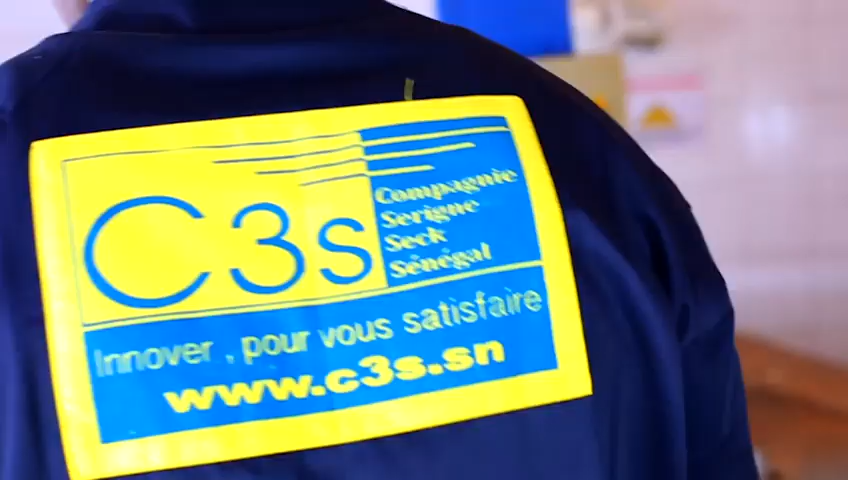 C3s
Compagnie
Serigne
Seck
Sénégal
Innover , pour vous satisfaire
www.c3s.sn